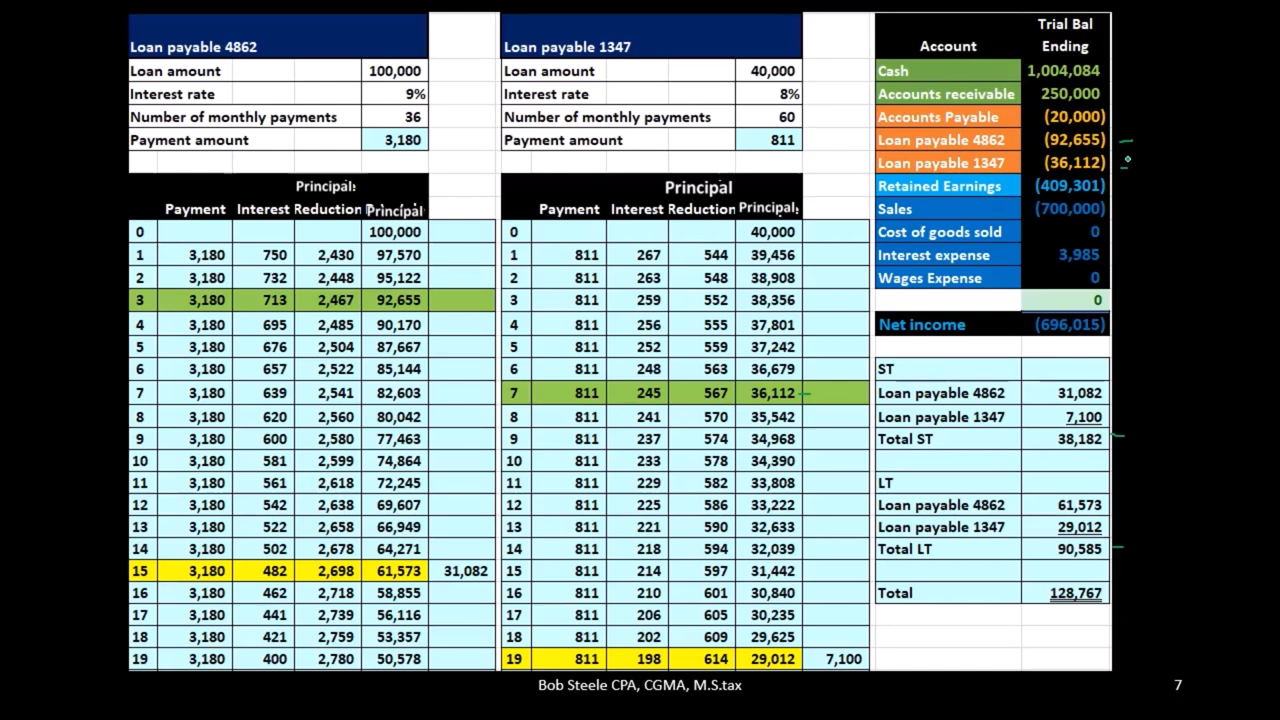 Loan payable 4862
Loan amount 100,000
Interest rate 9%
Number of monthly payments 36
Payment amount 3,180
Principal
Payment Interest Reduction Principal
0 100,000
1 3,180 750 2,430 97,570
2 3,180 732 2,448 95,122
3 3,180 713 2,467 92,655
4 3,180 695 2,485 90,170
5 3,180 676 2,504 87,667
6 3,180 657 2,522 85,144
7 3,180 639 2,541 82,603
8 3,180 620 2,560 80,042
9 3,180 600 2,580 77,463
10 3,180 581 2,599 74,864
11 3,180 561 2,618 72,245
12 3,180 542 2,638 69,607
13 3,180 522 2,658 66,949
14 3,180 502 2,678 64,271
15 3,180 482 2,698 61,573 31,082
16 3,180 462 2,718 58,855
17 3,180 441 2,739 56,116
18 3,180 421 2,759 53,357
19 3,180 400 2,780 50,578
Loan payable 1347
Loan amount 40,000
Interest rate 8%
Number of monthly payments 60
Payment amount 811
Principal
Payment Interest Reduction Principal
0 40,000
1 811 267 544 39,456
2 811 263 548 38,908
3 811 259 552 38,356
4 811 256 555 37,801
5 811 252 559 37,242
6 811 248 563 36,679
7 811 245 567 36,112
8 811 241 570 35,542
9 811 237 574 34,968
10 811 233 578 34,390
11 811 229 582 33,808
12 811 225 586 33,222
13 811 221 590 32,633
14 811 218 594 32,039
15 811 214 597 31,442
16 811 210 601 30,840
17 811 206 605 30,235
18 811 202 609 29,625
19 811 198 614 29,012 7,100
Trial Bal
Account Ending
Cash 1,004,084
Accounts receivable 250,000
Accounts Payable (20,000)
Loan payable 4862 (92,655)
Loan payable 1347 (36,112)
Retained Earnings (409,301)
Sales (700,000)
Cost of goods sold 0
Interest expense 3,985
Wages Expense 0
0
Net income (696,015)
ST
Loan payable 4862 31,082
Loan payable 1347 7,100
Total ST 38,182
LT
Loan payable 4862 61,573
Loan payable 1347 29,012
Total LT 90,585
Total 128,767
Bob Steele CPA, CGMA, M.S.tax
7